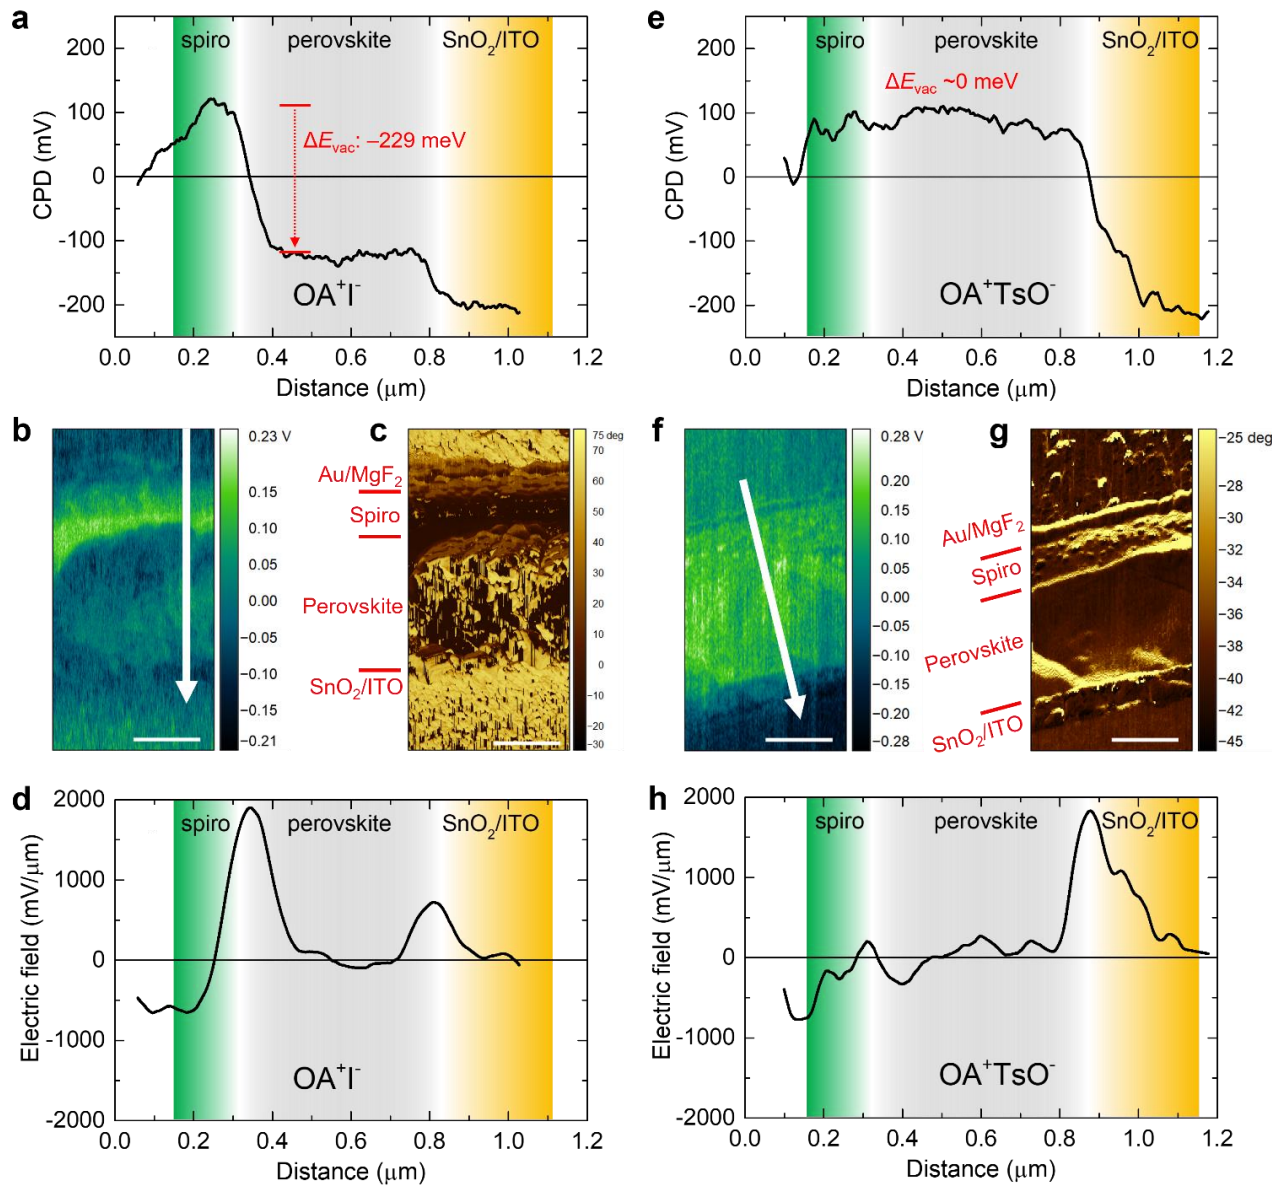 a
spiro perovskite SnO₂/ITO
200
100
0
-100
-200
CPD (mV)
ΔEvac: –229 meV
OA⁺I⁻
0.0 0.2 0.4 0.6 0.8 1.0 1.2
Distance (μm)
e
spiro perovskite SnO₂/ITO
200
100
0
-100
-200
CPD (mV)
ΔEvac ~0 meV
OA⁺TsO⁻
0.0 0.2 0.4 0.6 0.8 1.0 1.2
Distance (μm)
b
0.23 V
0.15
0.10
0.05
0.00
−0.05
−0.10
−0.15
−0.21
c
Au/MgF₂
Spiro
Perovskite
SnO₂/ITO
75 deg
60
50
40
30
20
10
0
−10
−20
−30
f
0.28 V
0.20
0.15
0.10
0.05
0.00
−0.05
−0.10
−0.15
−0.20
−0.28
g
Au/MgF₂
Spiro
Perovskite
SnO₂/ITO
−25 deg
−28
−30
−32
−35
−37
−40
−42
−45
d
spiro perovskite SnO₂/ITO
2000
1000
0
-1000
-2000
Electric field (mV/μm)
OA⁺I⁻
0.0 0.2 0.4 0.6 0.8 1.0 1.2
Distance (μm)
h
spiro perovskite SnO₂/ITO
2000
1000
0
-1000
-2000
Electric field (mV/μm)
OA⁺TsO⁻
0.0 0.2 0.4 0.6 0.8 1.0 1.2
Distance (μm)